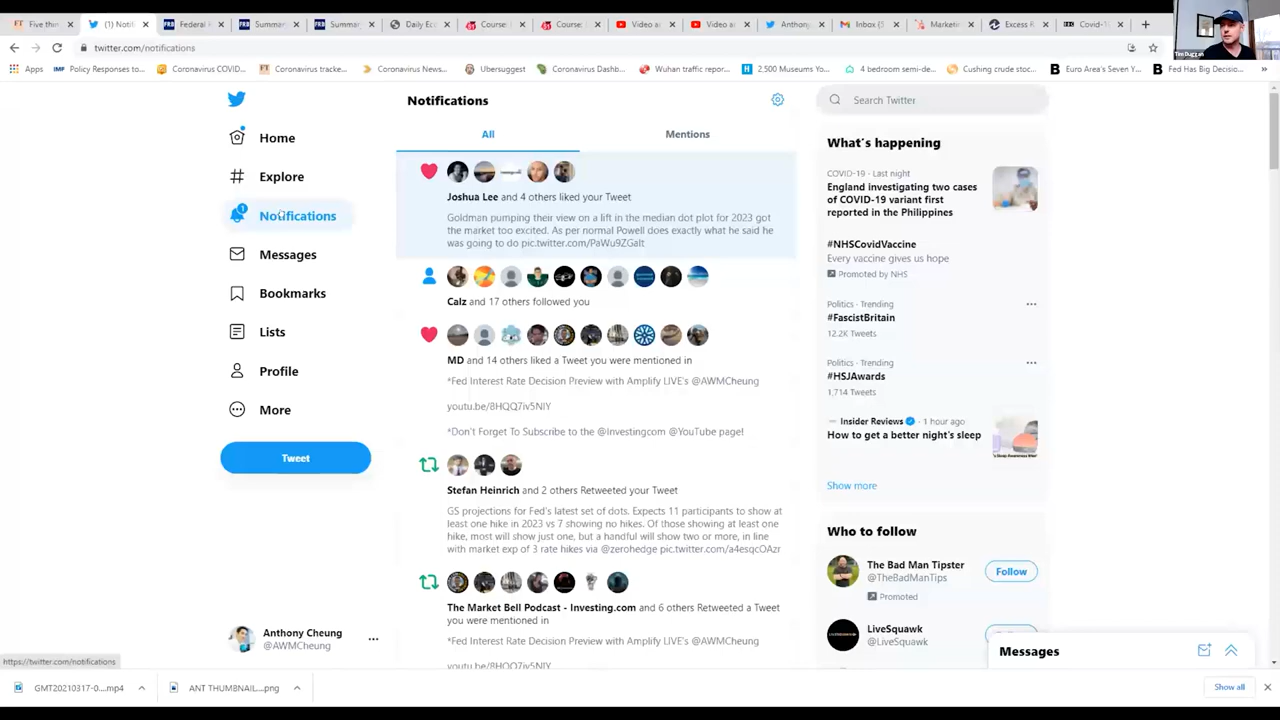 Five thin
(1) Notifi
Federal R
Summary
Summar
Daily Ec
Course:
Course:
Video ac
Video ac
Anthony
Inbox (5
Marketin
Excess R
Covid-1
twitter.com/notifications
Apps
Policy Responses to...
Coronavirus COVID...
Coronavirus tracke...
Coronavirus News...
Ubersuggest
Coronavirus Dashb...
Wuhan traffic repor...
2,500 Museums Yo...
4 bedroom semi-de...
Cushing crude stoc...
Euro Area's Seven Y...
Fed Has Big Decisio...
Home
Explore
Notifications
Messages
Bookmarks
Lists
Profile
More
Tweet
Anthony Cheung
@AWMCheung
Notifications
All
Mentions
Joshua Lee and 4 others liked your Tweet
Goldman pumping their view on a lift in the median dot plot for 2023 got
the market too excited. As per normal Powell does exactly what he said he
was going to do pic.twitter.com/PaWu9ZGaIt
Calz and 17 others followed you
MD and 14 others liked a Tweet you were mentioned in
*Fed Interest Rate Decision Preview with Amplify LIVE's @AWMCheung
youtu.be/8HQQ7iv5NIY
*Don't Forget To Subscribe to the @Investingcom @YouTube page!
Stefan Heinrich and 2 others Retweeted your Tweet
GS projections for Fed's latest set of dots. Expects 11 participants to show at
least one hike in 2023 vs 7 showing no hikes. Of those showing at least one
hike, most will show just one, but a handful will show two or more, in line
with market exp of 3 rate hikes via @zerohedge pic.twitter.com/a4esqcOAzr
The Market Bell Podcast - Investing.com and 6 others Retweeted a Tweet
you were mentioned in
*Fed Interest Rate Decision Preview with Amplify LIVE's @AWMCheung
youtu.be/8HQQ7iv5NIY
Search Twitter
What's happening
COVID-19 · Last night
England investigating two cases
of COVID-19 variant first
reported in the Philippines
#NHSCovidVaccine
Every vaccine gives us hope
Promoted by NHS
Politics · Trending
#FascistBritain
12.2K Tweets
Politics · Trending
#HSJAwards
1,714 Tweets
Insider Reviews · 1 hour ago
How to get a better night's sleep
Show more
Who to follow
The Bad Man Tipster
@TheBadManTips
Follow
Promoted
LiveSquawk
@LiveSquawk
Messages
https://twitter.com/notifications
GMT20210317-0....mp4
ANT THUMBNAIL....png
Show all